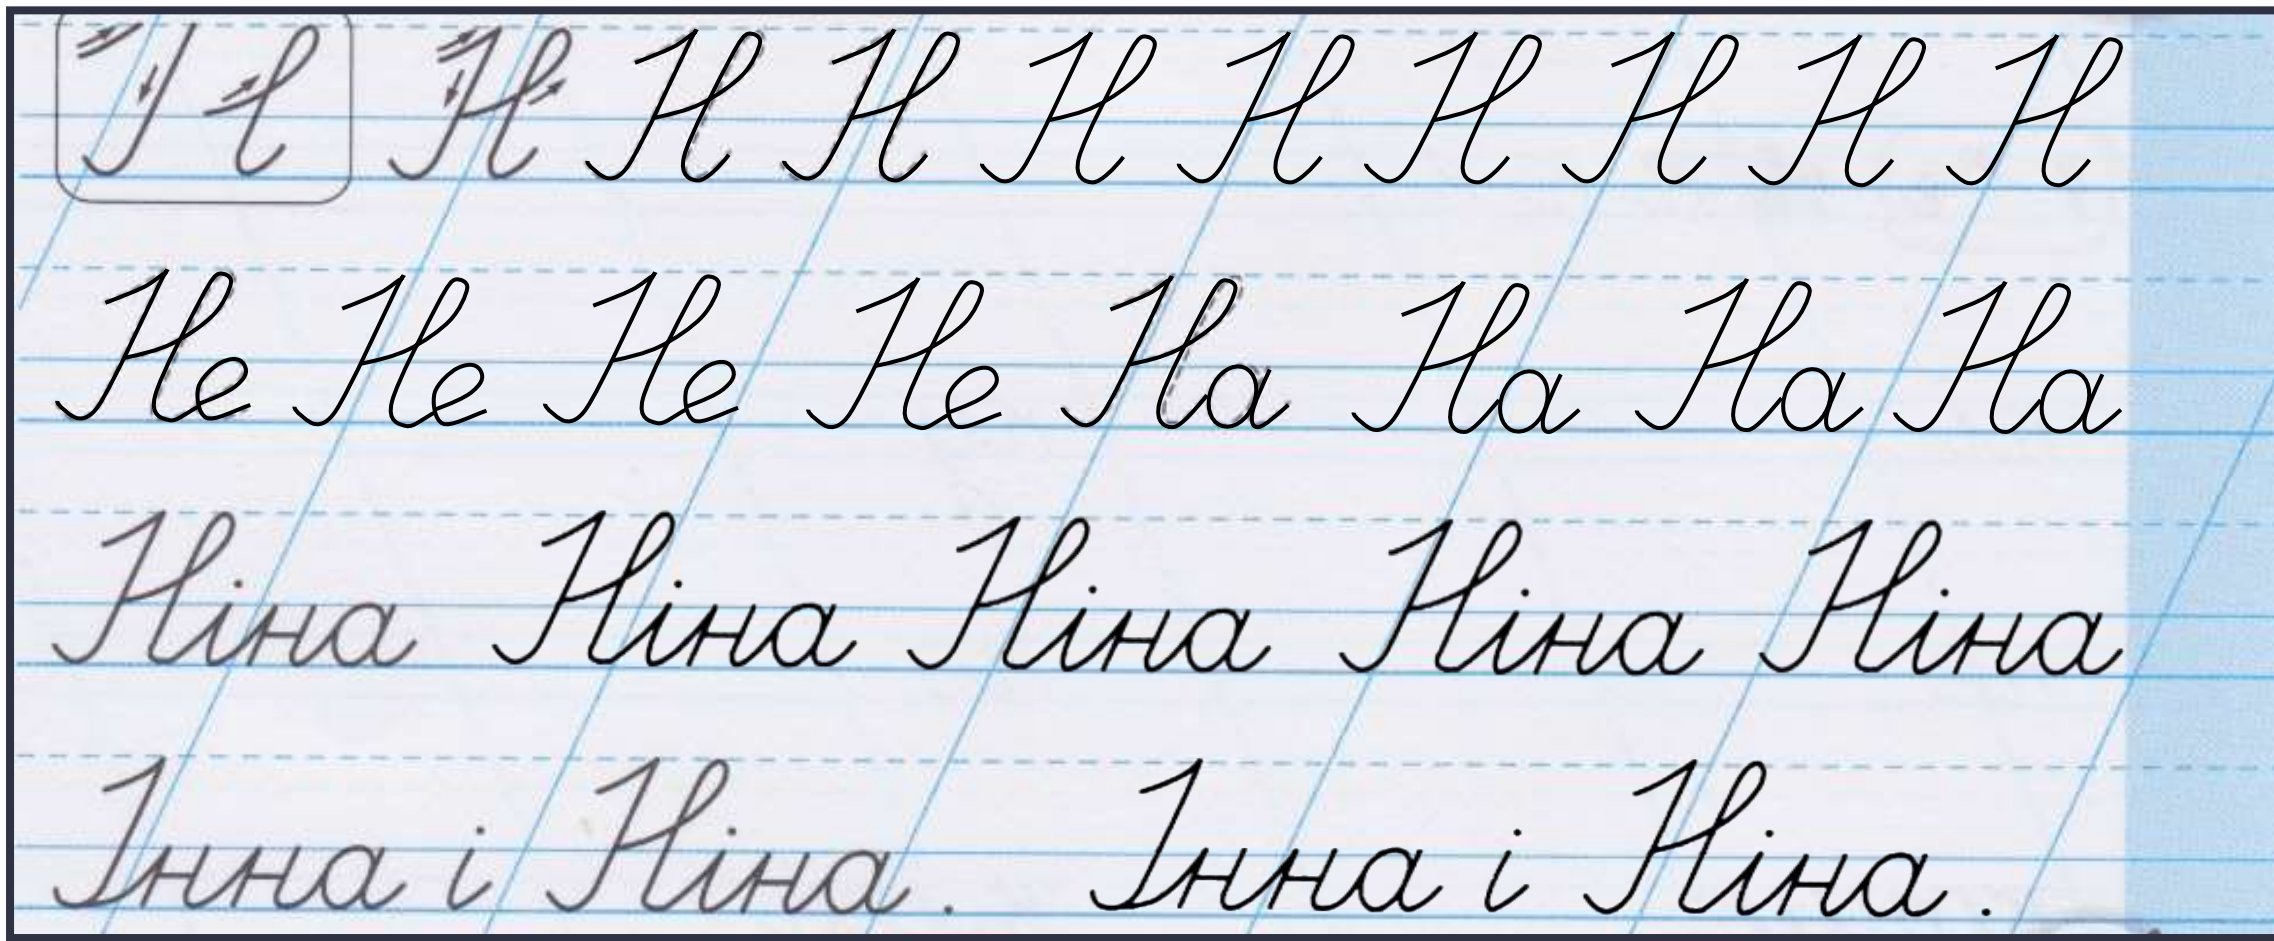 Н Н Н Н Н Н Н Н Н
Не Не Не Не На На На На
Ніна Ніна Ніна Ніна Ніна
Інна і Ніна. Інна і Ніна.